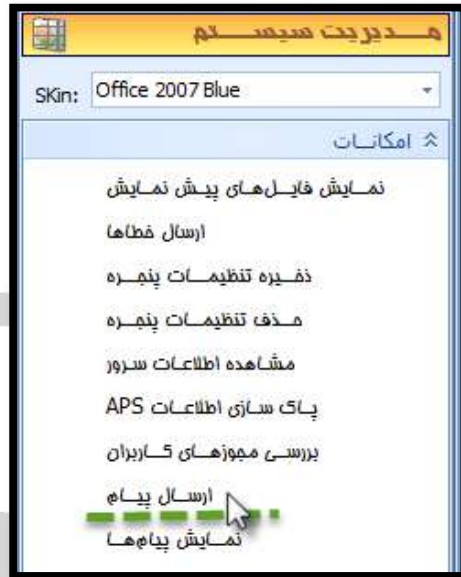 مدیریت سیستم
SKin: Office 2007 Blue
امکانات
نمایش فایل‌های پیش نمایش
ارسال خطاها
ذخیره تنظیمات پنجره
حذف تنظیمات پنجره
مشاهده اطلاعات سرور
پاک سازی اطلاعات APS
بررسی مجوزهای کاربران
ارسال پیام
نمایش پیام‌ها